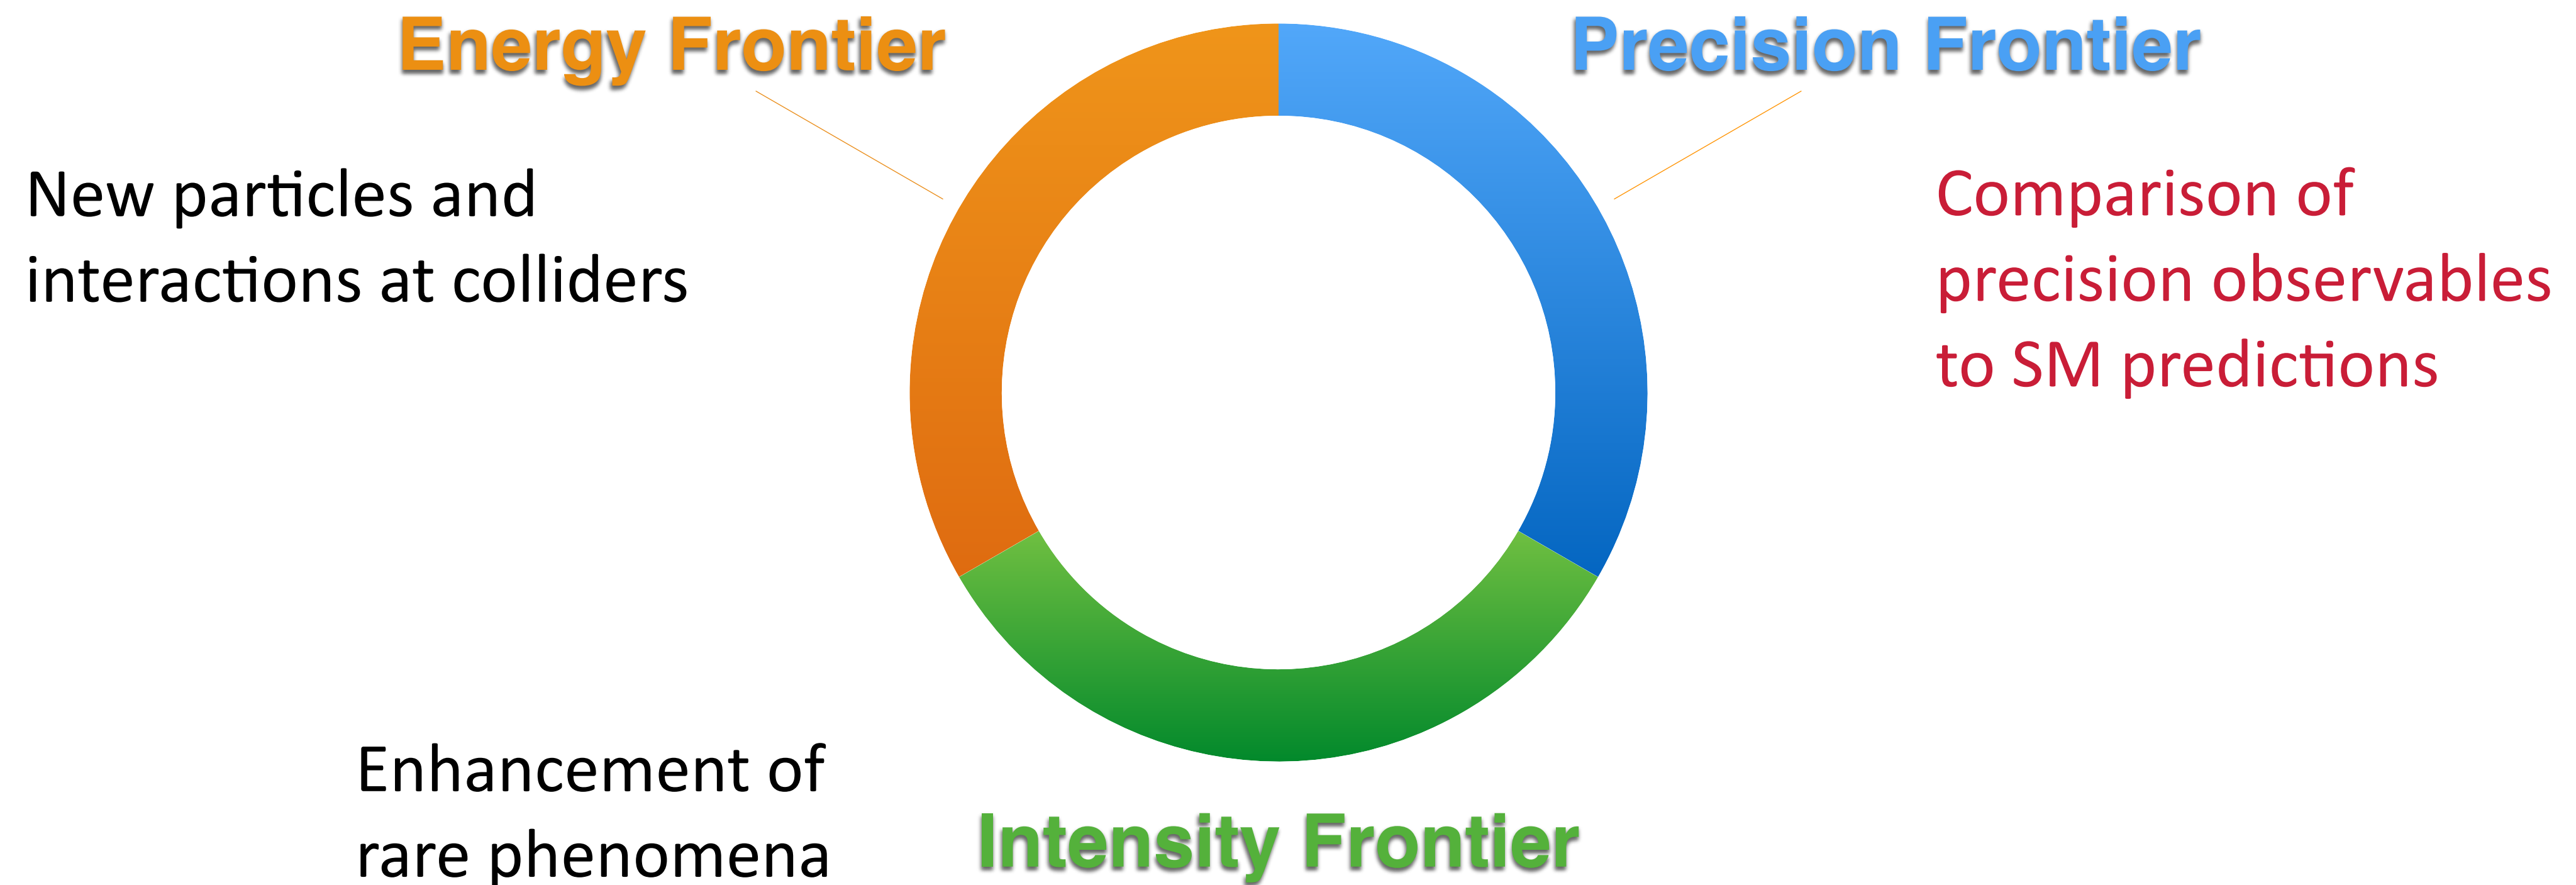 Energy Frontier
Precision Frontier
New particles and
interactions at colliders
Comparison of
precision observables
to SM predictions
Enhancement of
rare phenomena
Intensity Frontier